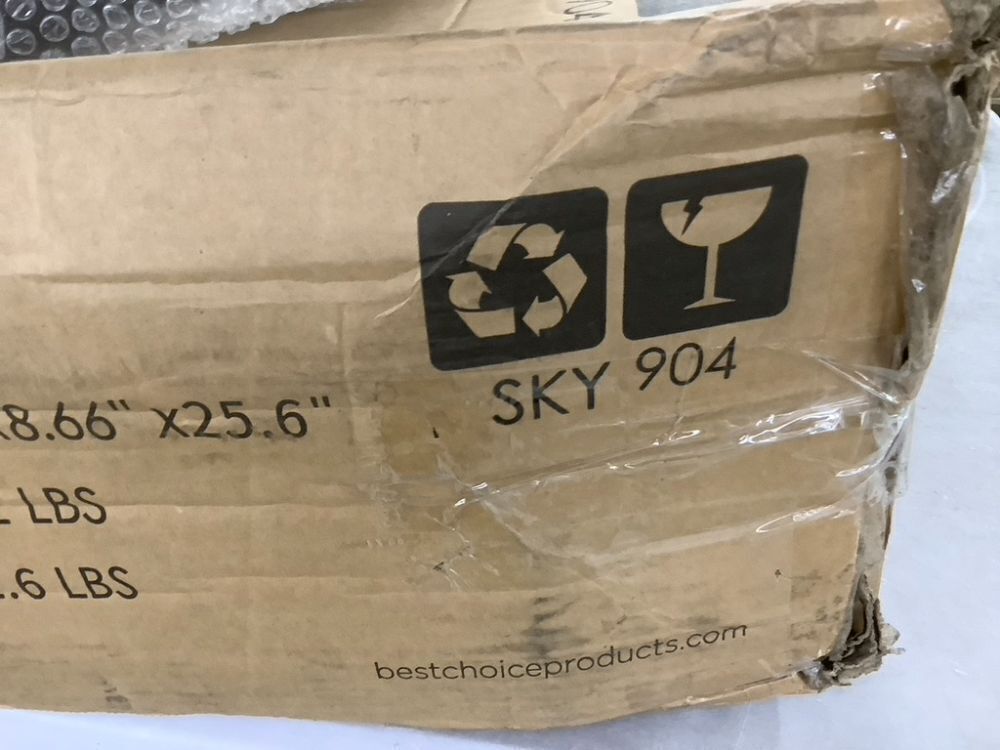 8.66" x25.6"
SKY 904
LBS
.6 LBS
bestchoiceproducts.com